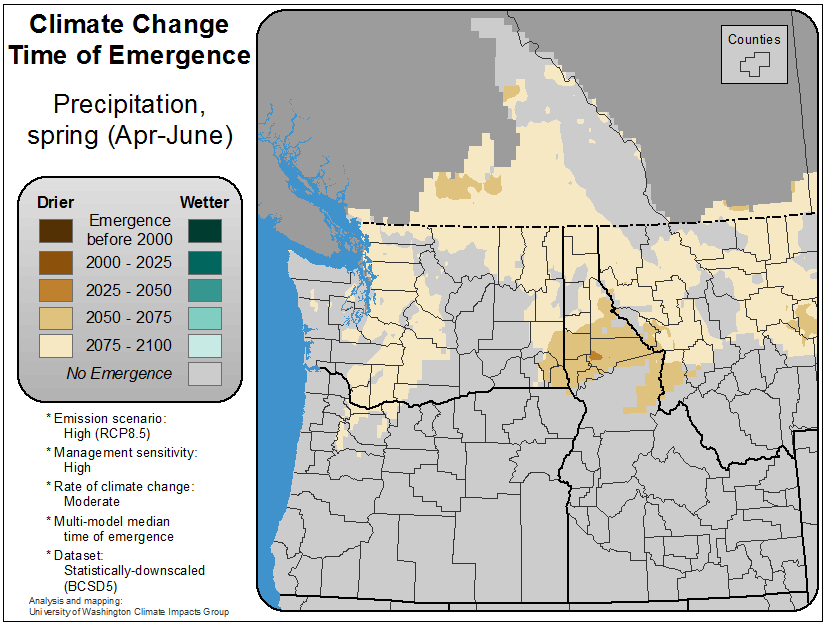 Climate Change
Time of Emergence
Precipitation,
spring (Apr-June)
Drier
Wetter
Emergence
before 2000
2000 - 2025
2025 - 2050
2050 - 2075
2075 - 2100
No Emergence
* Emission scenario:
High (RCP8.5)
* Management sensitivity:
High
* Rate of climate change:
Moderate
* Multi-model median
time of emergence
* Dataset:
Statistically-downscaled
(BCSD5)
Analysis and mapping:
University of Washington Climate Impacts Group
Counties